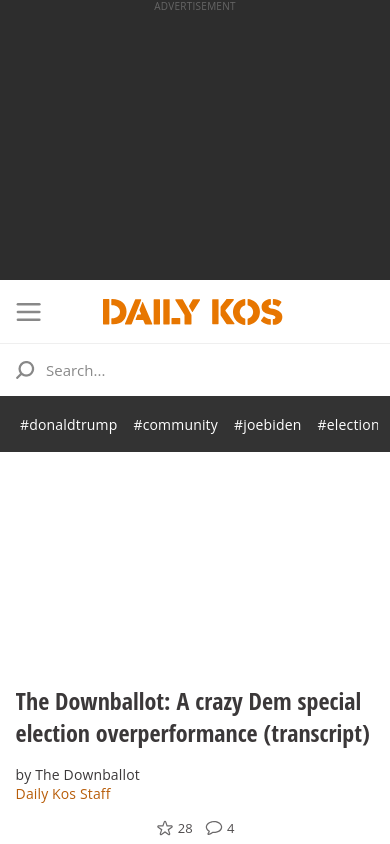 ADVERTISEMENT
DAILY KOS
Search...
#donaldtrump #community #joebiden #election
The Downballot: A crazy Dem special
election overperformance (transcript)
by The Downballot
Daily Kos Staff
28 4